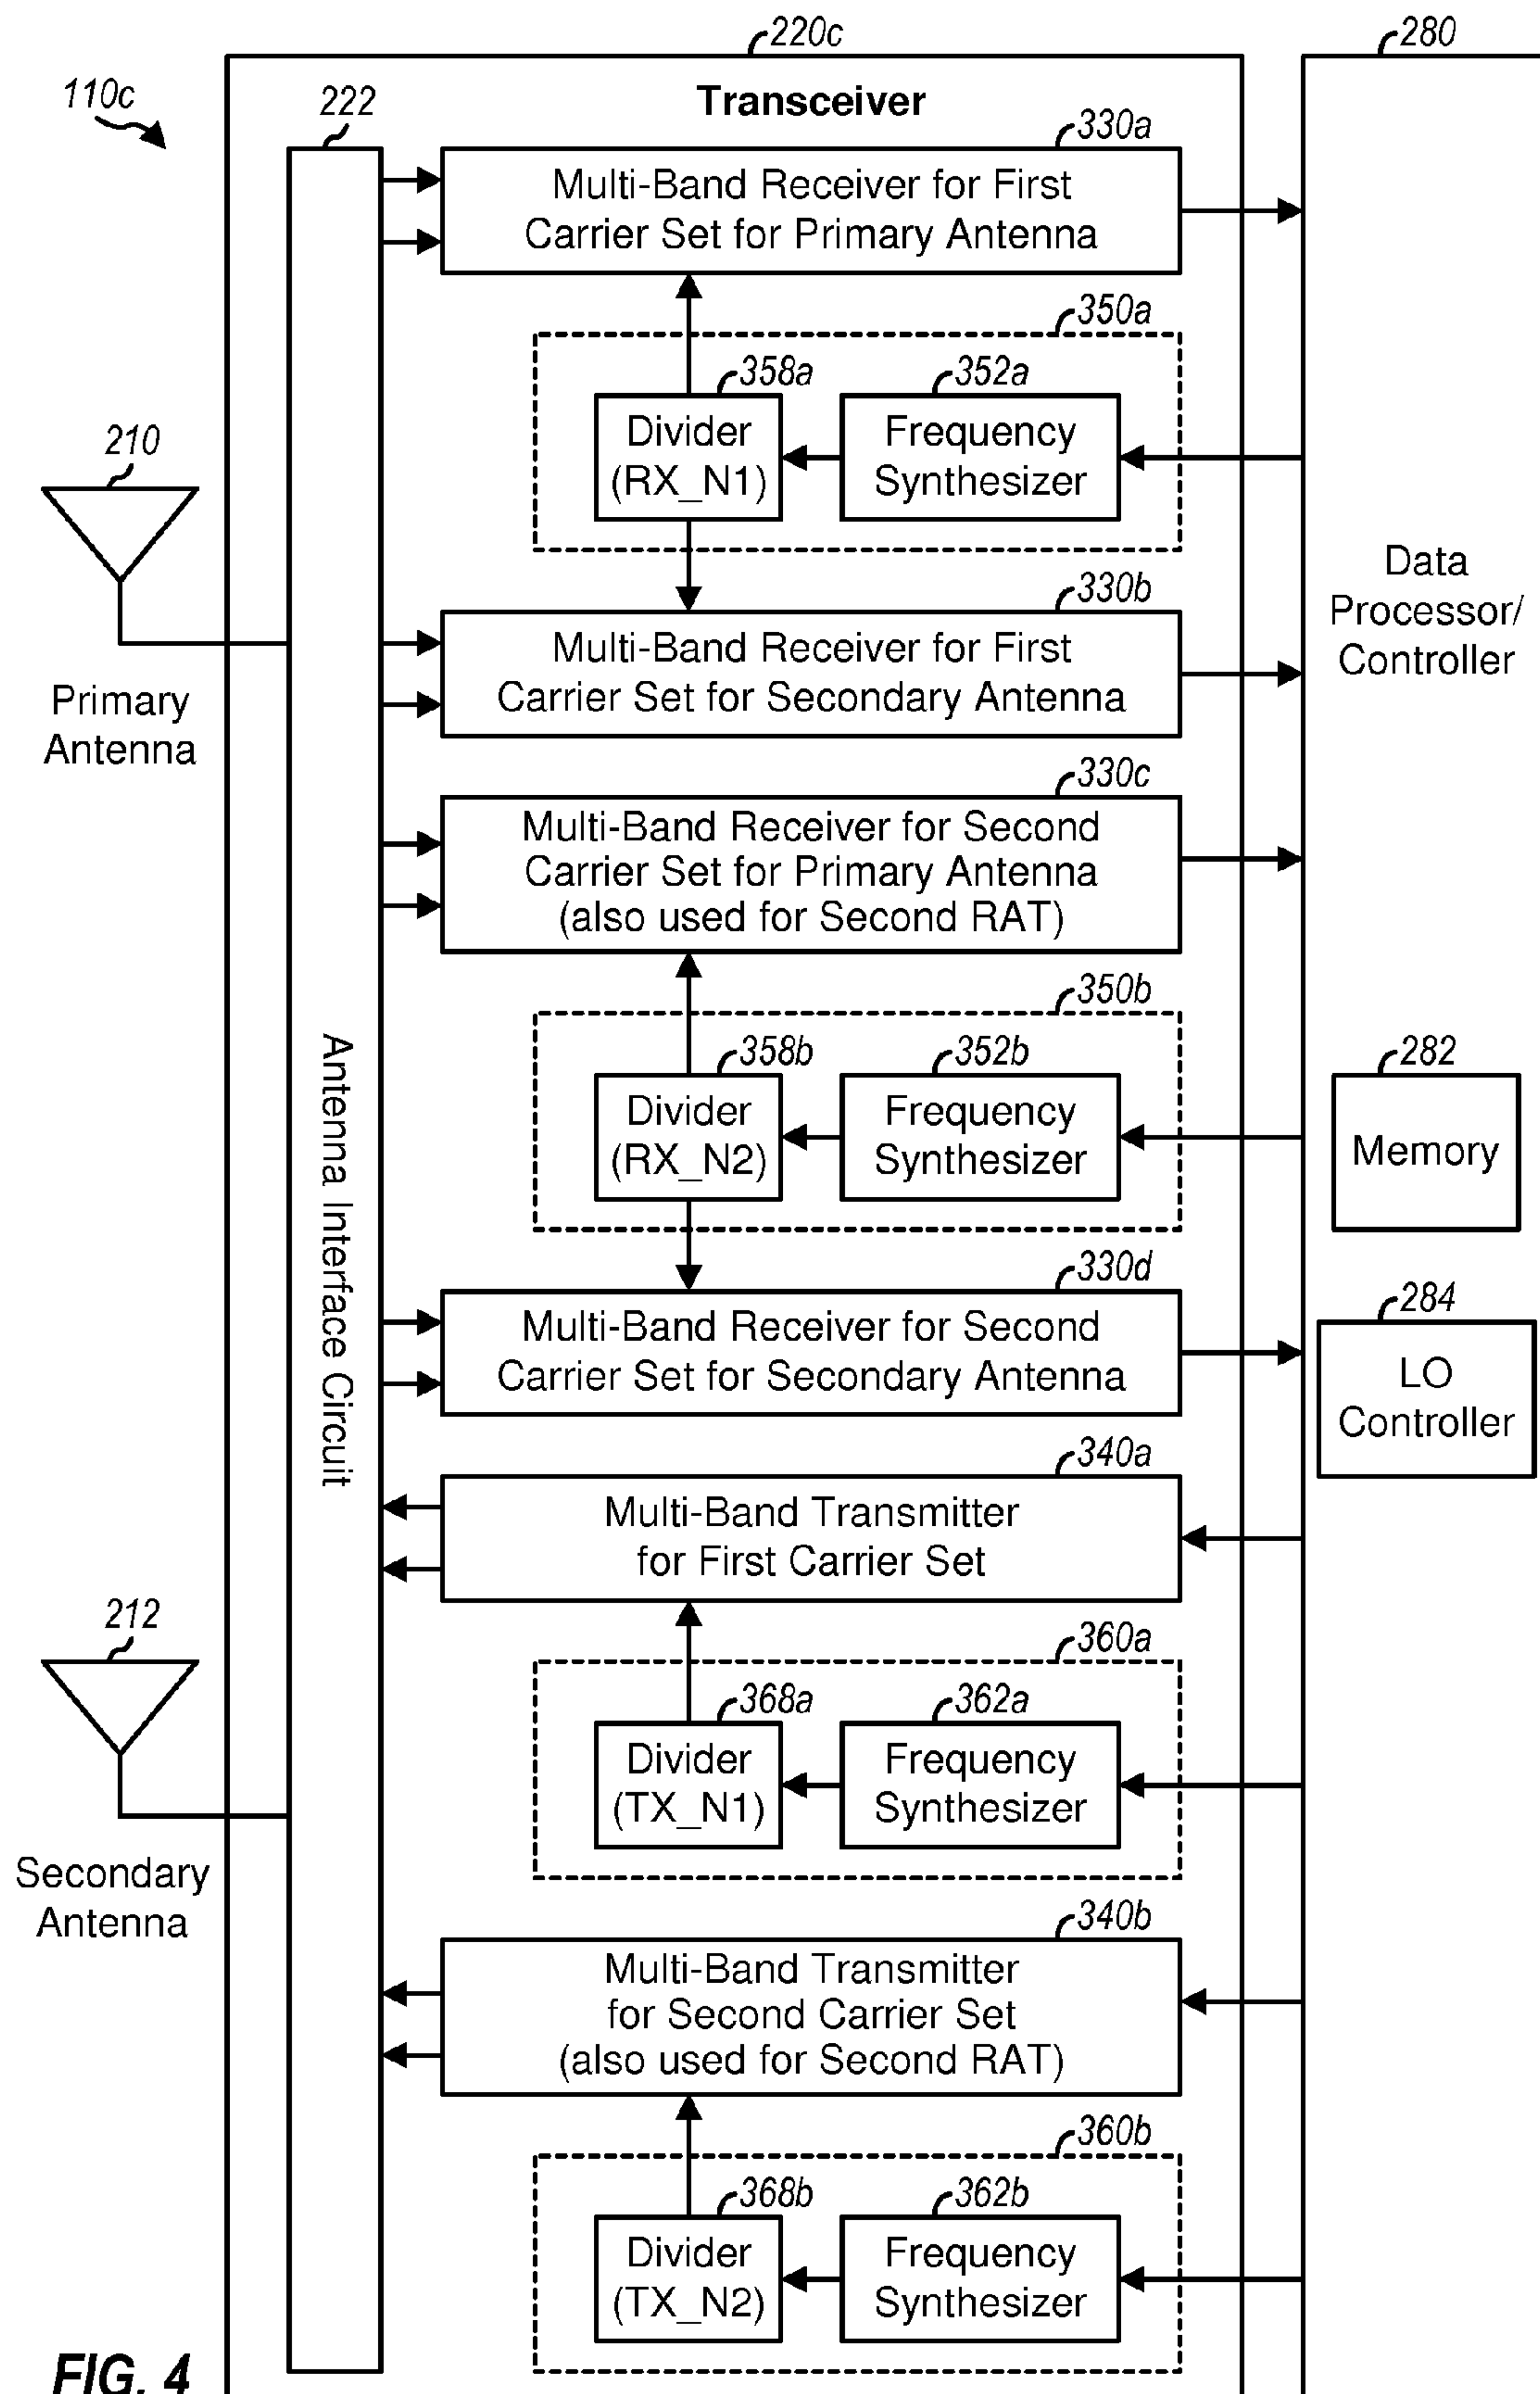 220c
280
110c
222
Transceiver
330a
Multi-Band Receiver for First
Carrier Set for Primary Antenna
350a
358a
352a
Divider
(RX_N1)
Frequency
Synthesizer
210
Primary
Antenna
Data
Processor/
Controller
330b
Multi-Band Receiver for First
Carrier Set for Secondary Antenna
330c
Multi-Band Receiver for Second
Carrier Set for Primary Antenna
(also used for Second RAT)
350b
358b
352b
Divider
(RX_N2)
Frequency
Synthesizer
282
Memory
Antenna Interface Circuit
330d
Multi-Band Receiver for Second
Carrier Set for Secondary Antenna
284
LO
Controller
340a
Multi-Band Transmitter
for First Carrier Set
212
Secondary
Antenna
360a
368a
362a
Divider
(TX_N1)
Frequency
Synthesizer
340b
Multi-Band Transmitter
for Second Carrier Set
(also used for Second RAT)
360b
368b
362b
Divider
(TX_N2)
Frequency
Synthesizer
FIG. 4